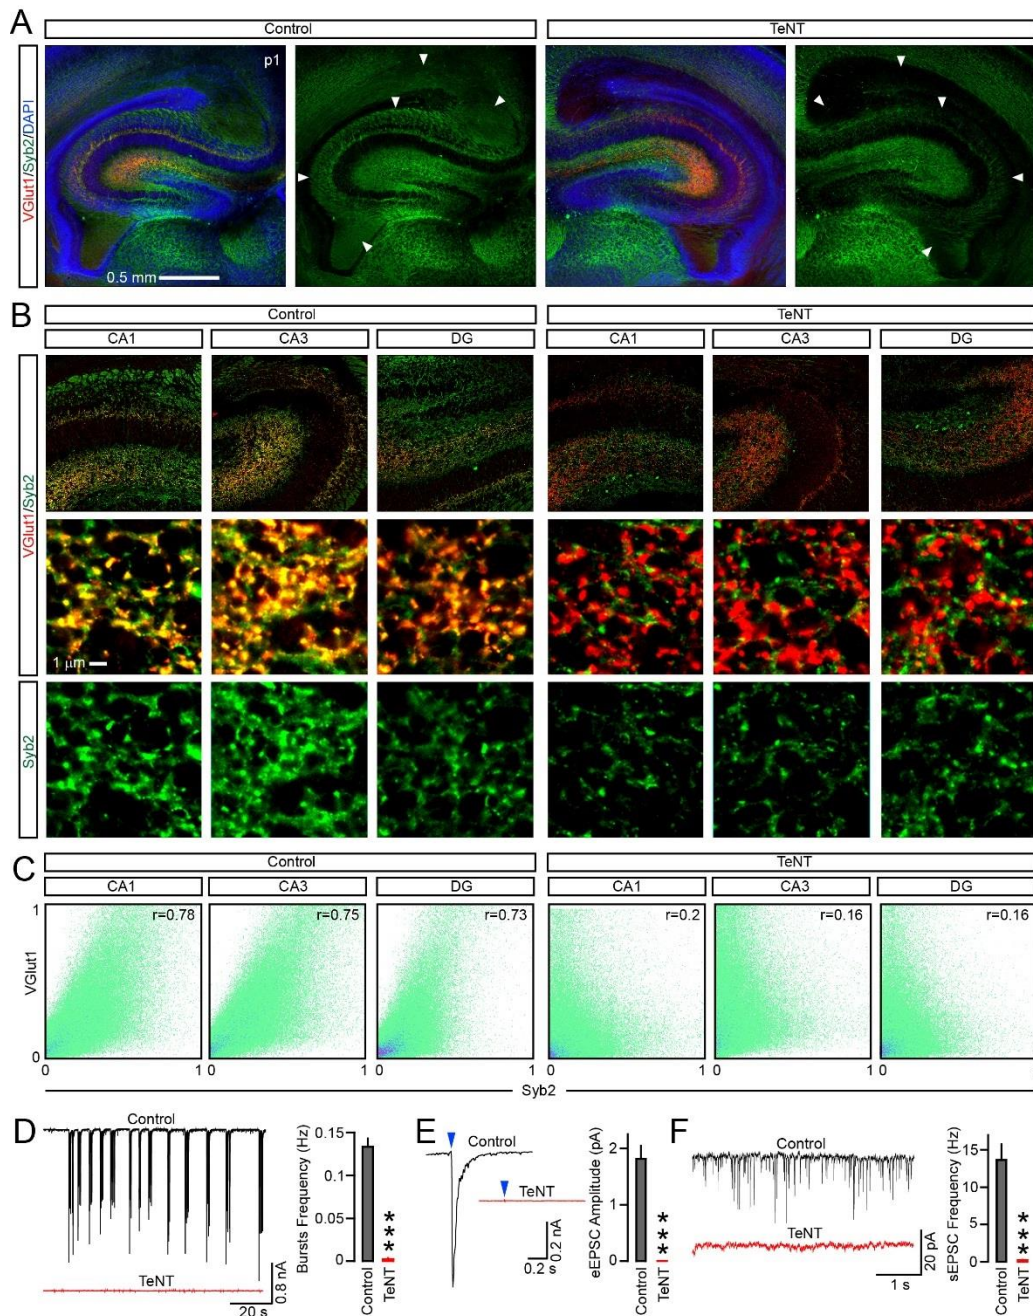 A
Control
TeNT
VGlut1/Syb2/DAPI
p1
0.5 mm
B
Control
TeNT
CA1
CA3
DG
CA1
CA3
DG
VGlut1/Syb2
1 μm
Syb2
C
Control
TeNT
CA1
CA3
DG
CA1
CA3
DG
1
r=0.78
r=0.75
r=0.73
r=0.2
r=0.16
r=0.16
VGlut1
0
0
1
0
1
0
1
0
1
0
1
0
1
Syb2
D
Control
TeNT
0.8 nA
20 s
Bursts Frequency (Hz)
0.15
0.1
0.05
0
***
Control
TeNT
E
Control
TeNT
0.2 nA
0.2 s
eEPSC Amplitude (pA)
2
1
0
***
Control
TeNT
F
Control
TeNT
20 pA
1 s
sEPSC Frequency (Hz)
15
10
5
0
***
Control
TeNT